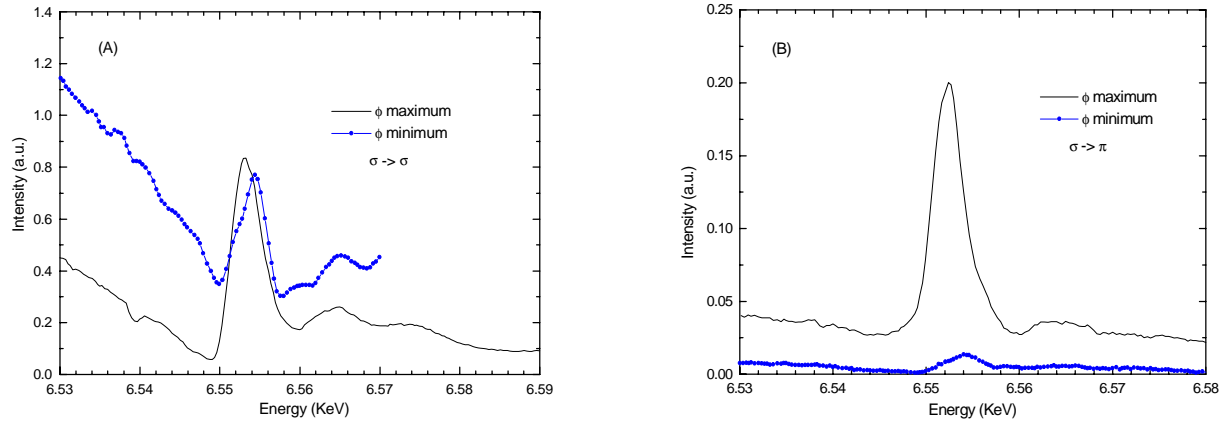 (A)
φ maximum
φ minimum
σ -> σ
Intensity (a.u.)
1.4
1.2
1.0
0.8
0.6
0.4
0.2
0.0
6.53 6.54 6.55 6.56 6.57 6.58 6.59
Energy (KeV)
(B)
φ maximum
φ minimum
σ -> π
Intensity (a.u.)
0.25
0.20
0.15
0.10
0.05
0.00
6.53 6.54 6.55 6.56 6.57 6.58
Energy (KeV)